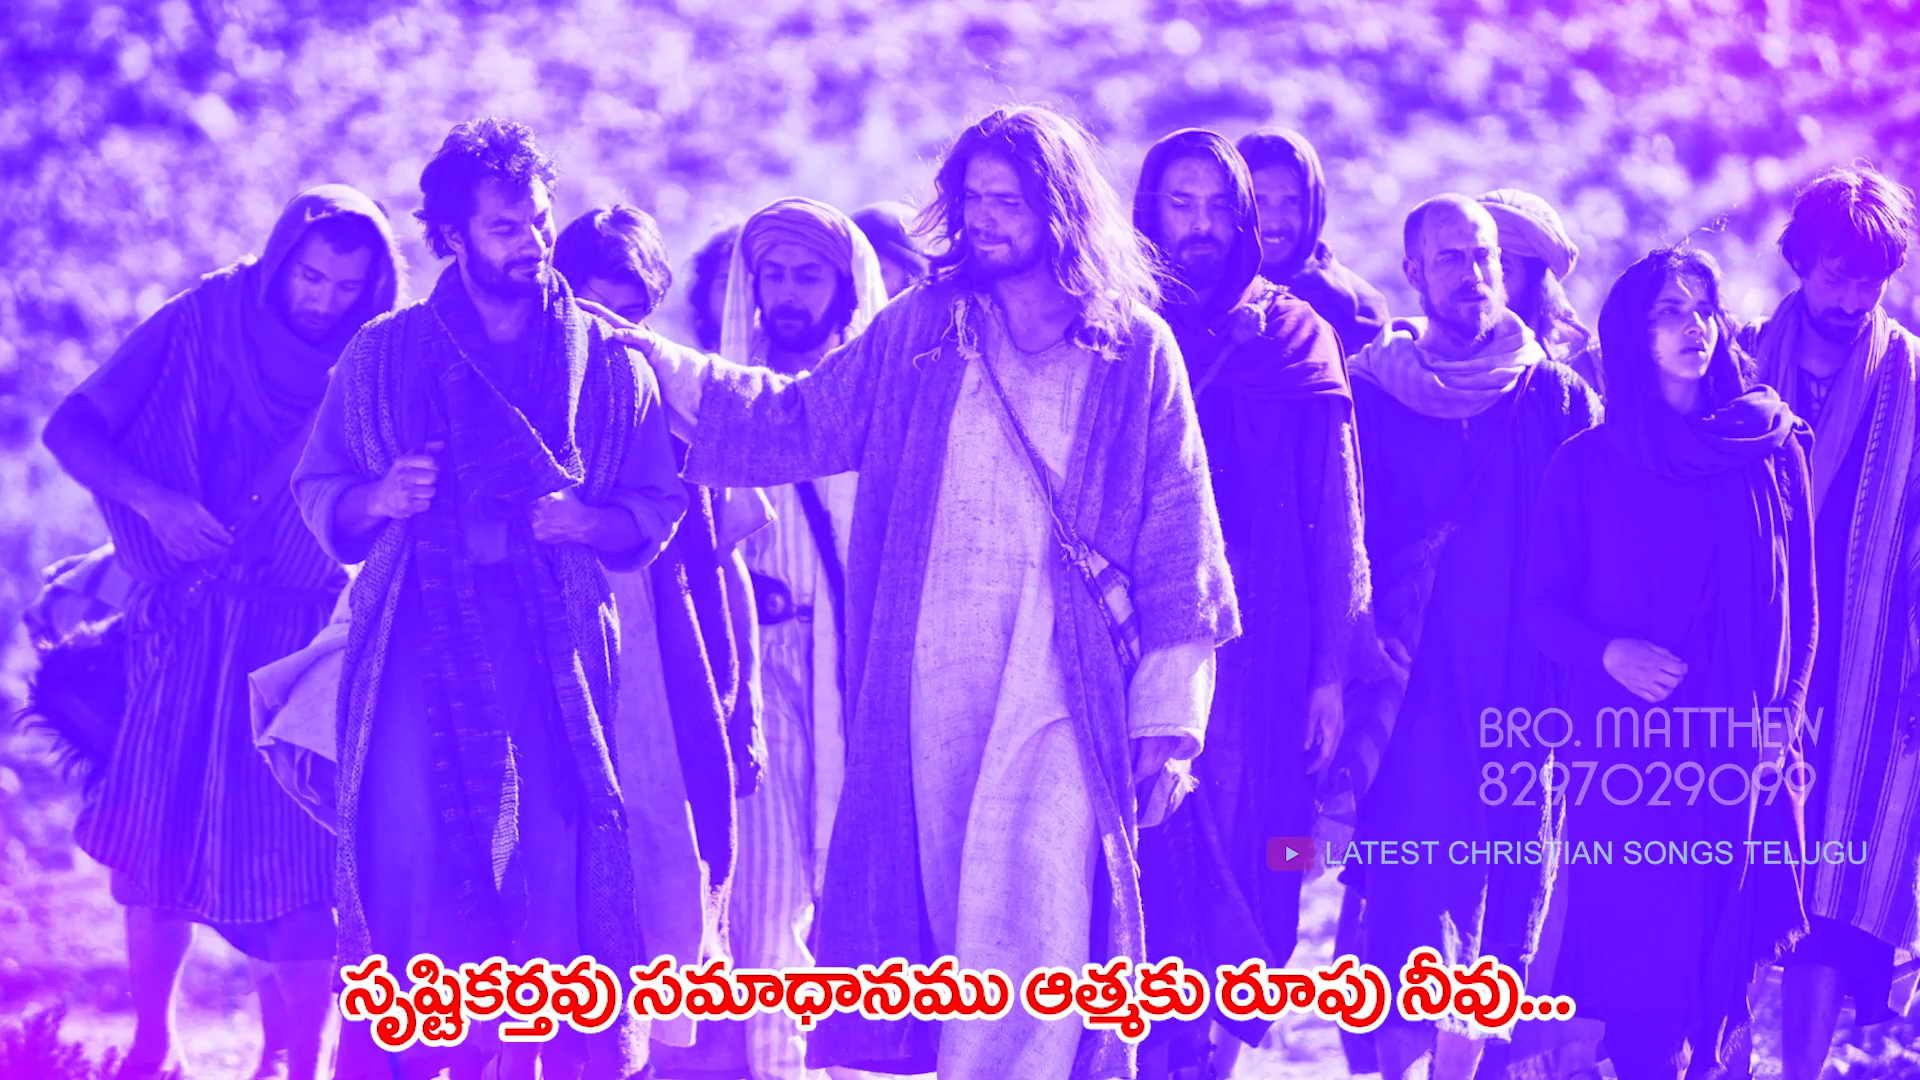 BRO. MATTHEW
8297029099
LATEST CHRISTIAN SONGS TELUGU
సృష్టికర్తవు సమాధానము ఆత్మకు రూపు నీవు...